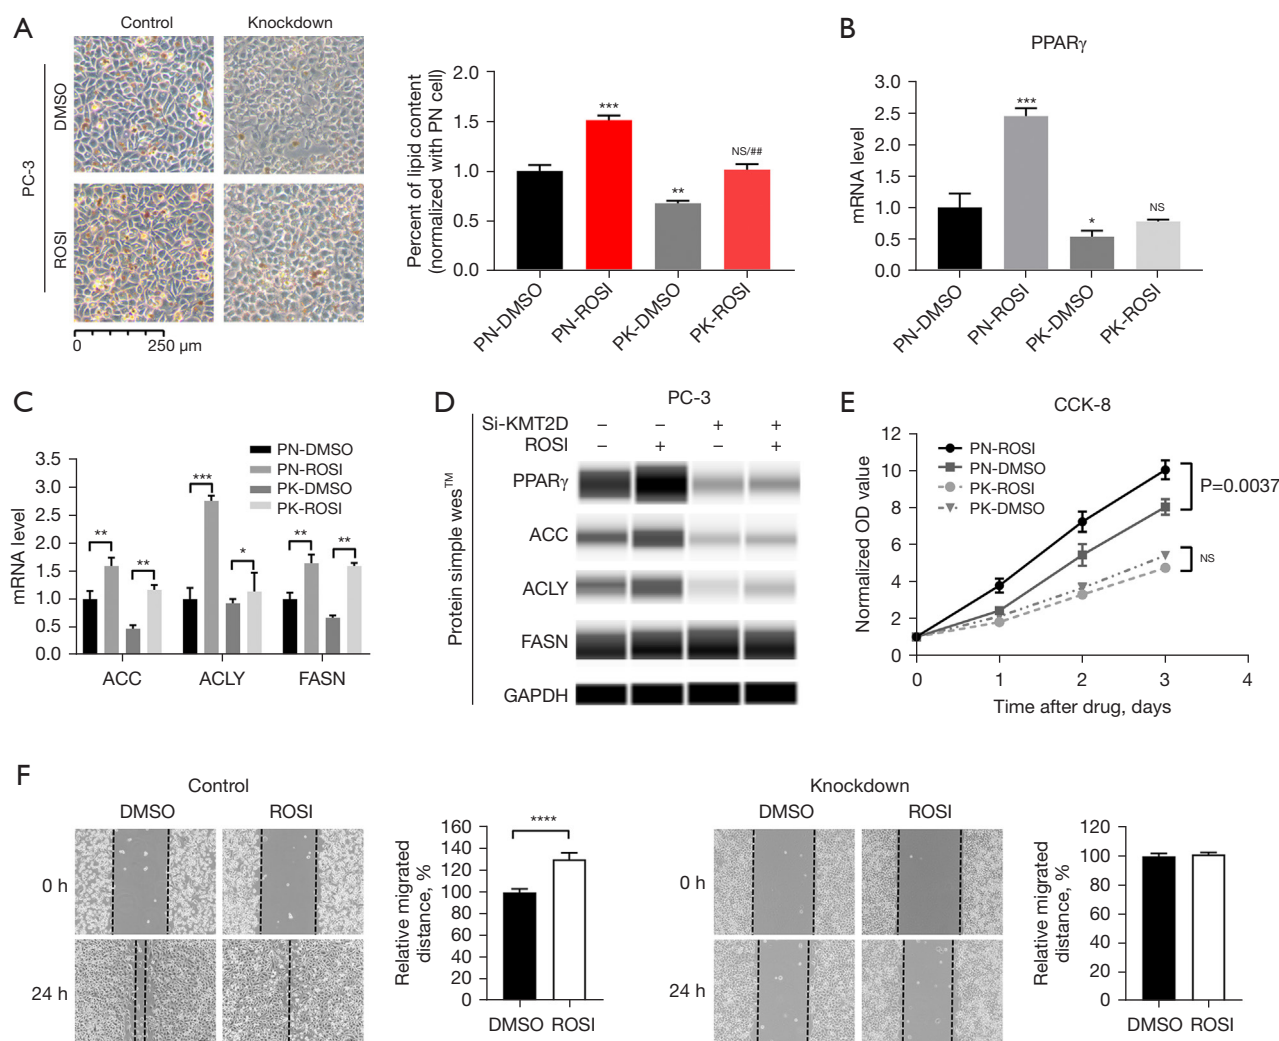 A
Control
Knockdown
PC-3
DMSO
ROSI
0
250 μm
Percent of lipid content
(normalized with PN cell)
2.0
1.5
1.0
0.5
0.0
***
**
NS/##
PN-DMSO
PN-ROSI
PK-DMSO
PK-ROSI
B
PPARγ
mRNA level
3.0
2.5
2.0
1.5
1.0
0.5
0.0
***
*
NS
PN-DMSO
PN-ROSI
PK-DMSO
PK-ROSI
C
mRNA level
3.5
3.0
2.5
2.0
1.5
1.0
0.5
0.0
PN-DMSO
PN-ROSI
PK-DMSO
PK-ROSI
**
**
***
*
**
**
ACC
ACLY
FASN
D
PC-3
Si-KMT2D – – + +
ROSI – + – +
Protein simple wes™
PPARγ
ACC
ACLY
FASN
GAPDH
E
CCK-8
Normalized OD value
12
10
8
6
4
2
0
PN-ROSI
PN-DMSO
PK-ROSI
PK-DMSO
P=0.0037
NS
0 1 2 3 4
Time after drug, days
F
Control
DMSO ROSI
0 h
24 h
Relative migrated
distance, %
160
140
120
100
80
60
40
20
0
****
DMSO ROSI
Knockdown
DMSO ROSI
0 h
24 h
Relative migrated
distance, %
120
100
80
60
40
20
0
DMSO ROSI